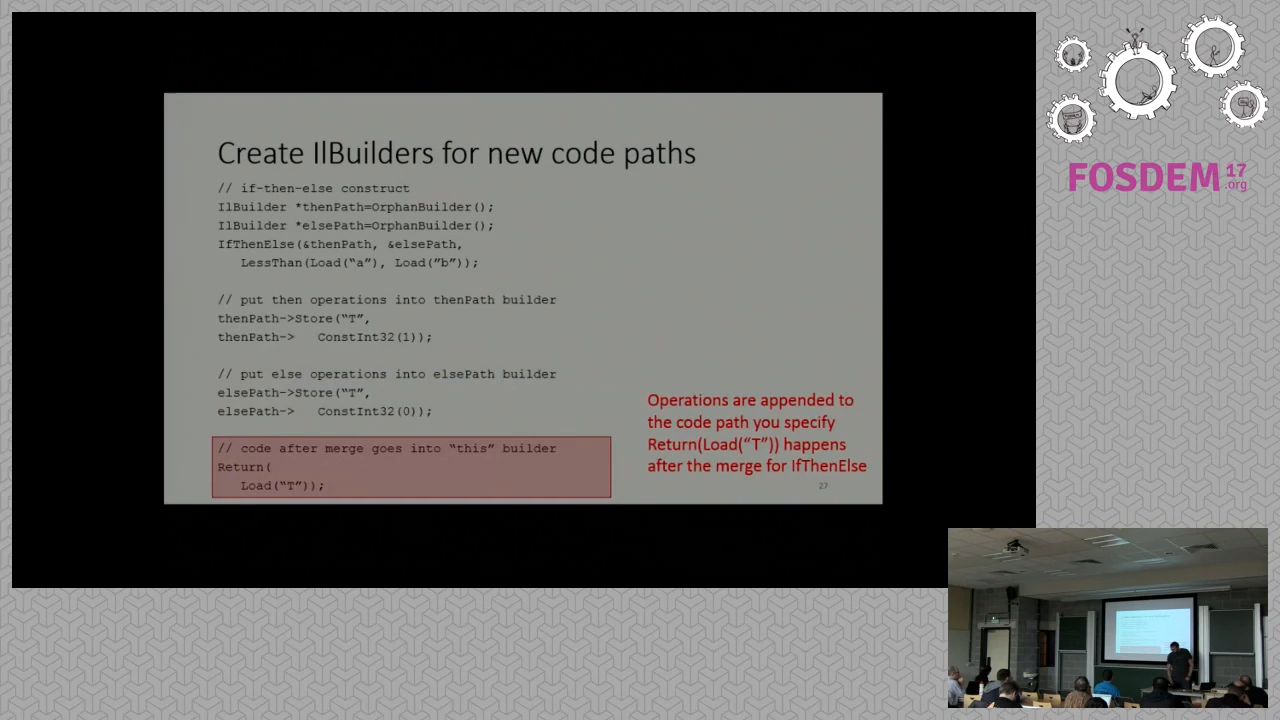 Create IlBuilders for new code paths
// if-then-else construct
IlBuilder *thenPath=OrphanBuilder();
IlBuilder *elsePath=OrphanBuilder();
IfThenElse(&thenPath, &elsePath,
LessThan(Load(“a”), Load(”b”));
// put then operations into thenPath builder
thenPath->Store(“T”,
thenPath->   ConstInt32(1));
// put else operations into elsePath builder
elsePath->Store(“T”,
elsePath->   ConstInt32(0));
// code after merge goes into “this” builder
Return(
Load(“T”));
Operations are appended to
the code path you specify
Return(Load(“T”)) happens
after the merge for IfThenElse
27
FOSDEM 17
.org